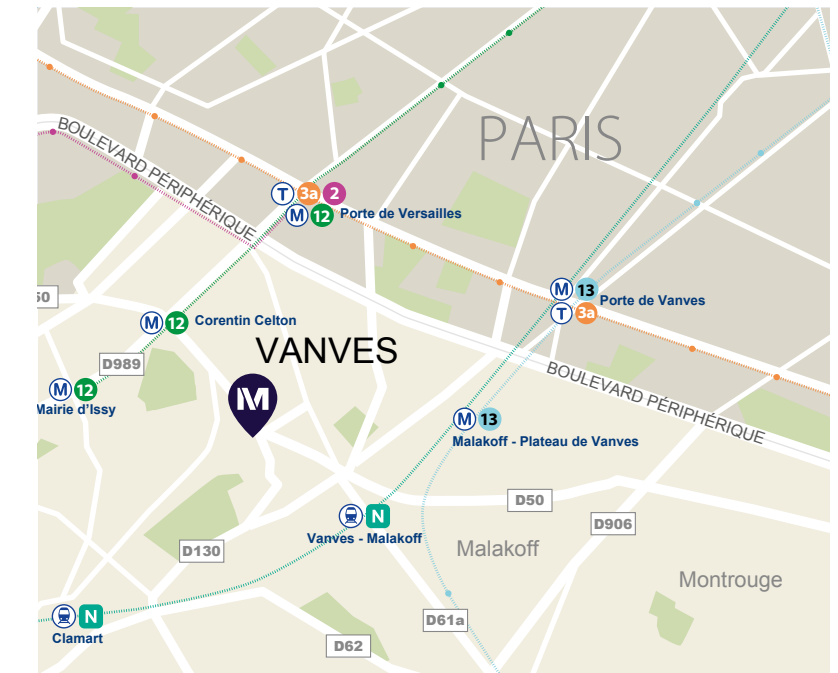 PARIS
BOULEVARD PÉRIPHÉRIQUE
T 3a 2
M 12 Porte de Versailles
M 13
Porte de Vanves
T 3a
50
M 12 Corentin Celton
VANVES
D989
M
M 12
Mairie d'Issy
BOULEVARD PÉRIPHÉRIQUE
M 13
Malakoff - Plateau de Vanves
D50
N
Vanves - Malakoff
D906
D130
Malakoff
Montrouge
N
Clamart
D61a
D62